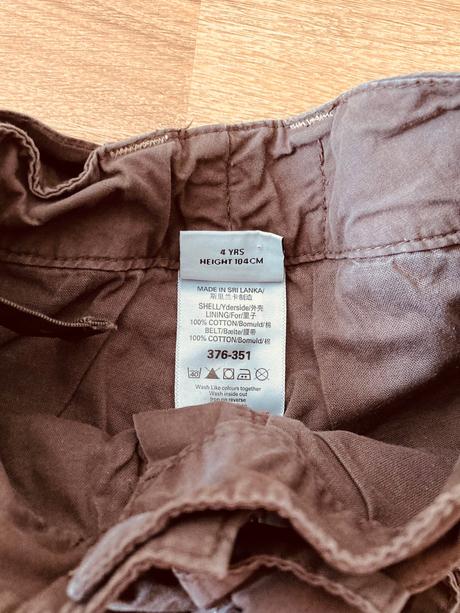 4 YRS
HEIGHT 104CM
MADE IN SRI LANKA/
斯里兰卡制造
SHELL/Yderside/外壳
LINING/For/里子
100% COTTON/Bomuld/棉
BELT/Bælte/腰带
100% COTTON/Bomuld/棉
376-351
40
Wash Like colours together
Wash inside out
Iron on reverse